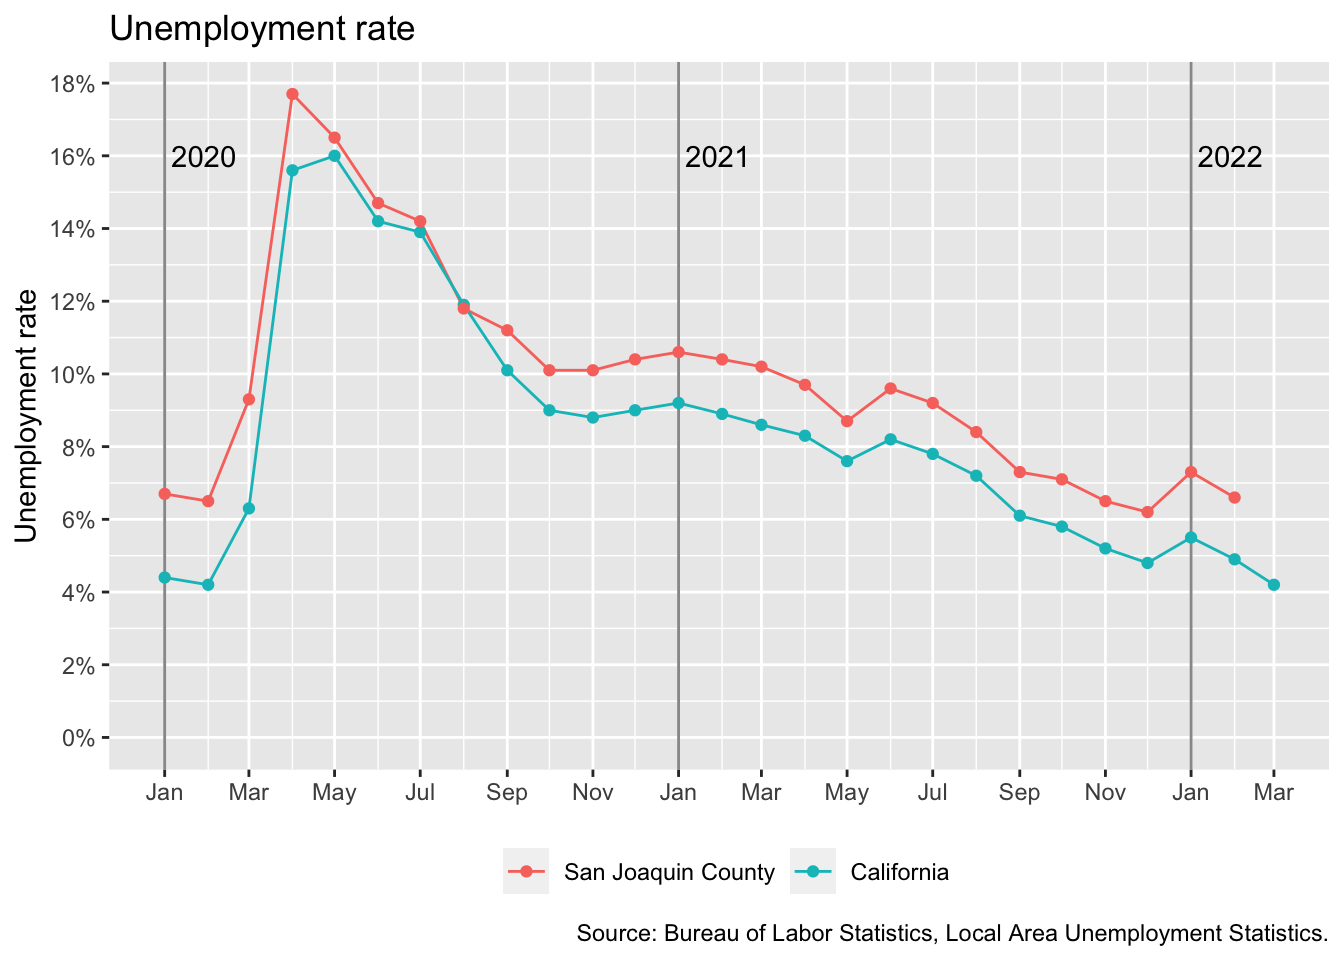 Unemployment rate
18%
16%
14%
12%
10%
8%
6%
4%
2%
0%
Unemployment rate
2020 2021 2022
Jan Mar May Jul Sep Nov Jan Mar May Jul Sep Nov Jan Mar
San Joaquin County California
Source: Bureau of Labor Statistics, Local Area Unemployment Statistics.